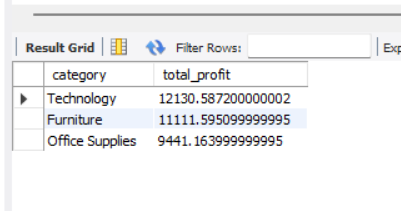 Result Grid Filter Rows: Exp
category total_profit
Technology 12130.587200000002
Furniture 11111.595099999995
Office Supplies 9441.163999999995